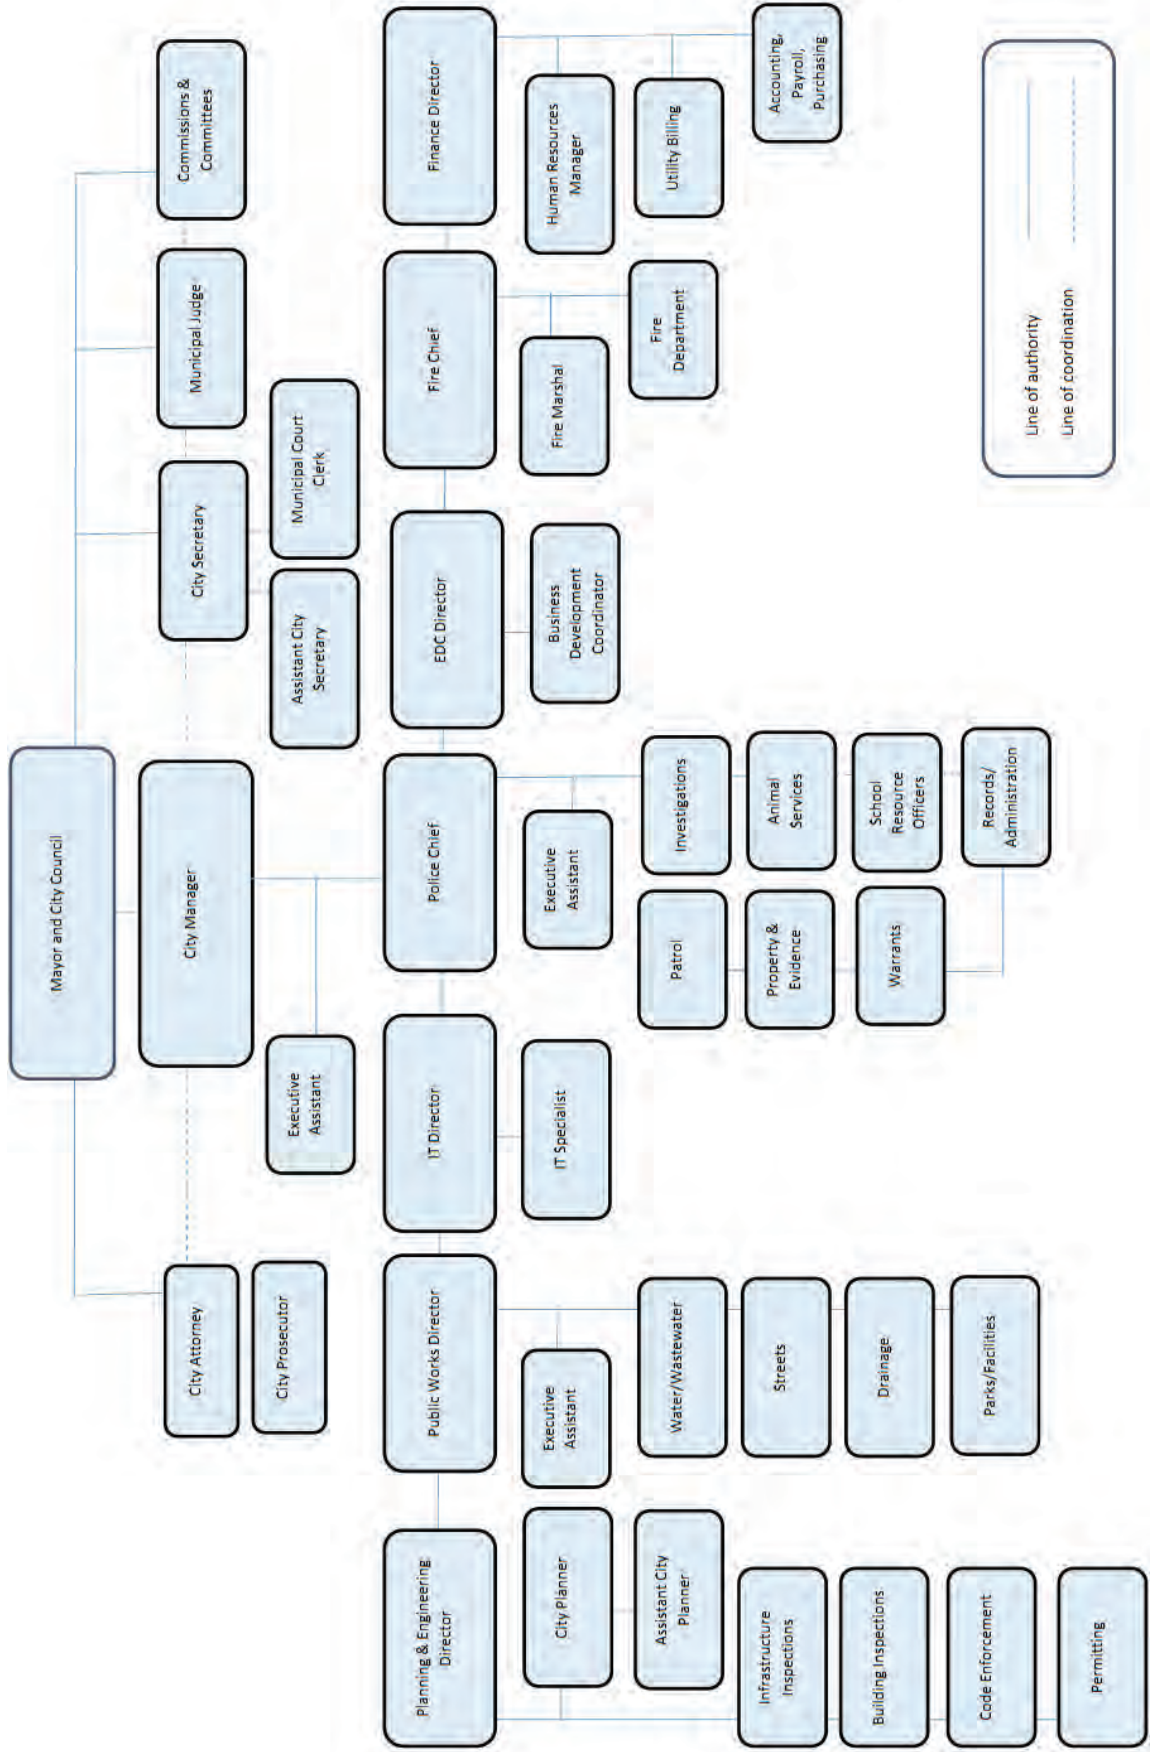 Mayor and City Council
City Attorney
City Prosecutor
City Manager
City Secretary
Municipal Judge
Commissions &
Committees
Executive
Assistant
Assistant City
Secretary
Municipal Court
Clerk
Planning & Engineering
Director
Public Works Director
IT Director
Police Chief
EDC Director
Fire Chief
Finance Director
City Planner
Assistant City
Planner
Infrastructure
Inspections
Building Inspections
Code Enforcement
Permitting
Executive
Assistant
Water/Wastewater
Streets
Drainage
Parks/Facilities
IT Specialist
Executive
Assistant
Patrol
Investigations
Property &
Evidence
Animal
Services
Warrants
School
Resource
Officers
Records/
Administration
Business
Development
Coordinator
Fire Marshal
Fire
Department
Human Resources
Manager
Utility Billing
Accounting,
Payroll,
Purchasing
Line of authority
Line of coordination